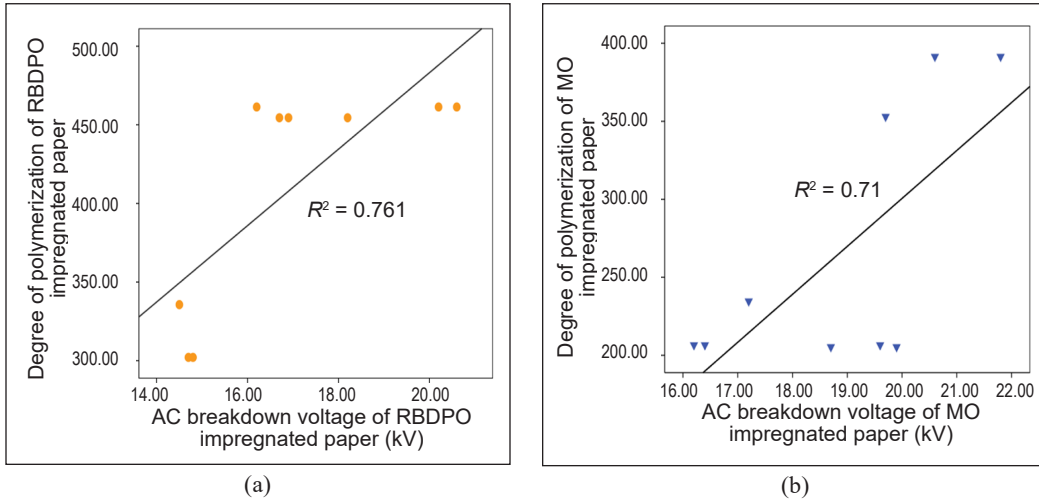 Degree of polymerization of RBDPO
impregnated paper
500.00
450.00
400.00
350.00
300.00
R² = 0.761
14.00 16.00 18.00 20.00
AC breakdown voltage of RBDPO
impregnated paper (kV)
(a)
Degree of polymerization of MO
impregnated paper
400.00
350.00
300.00
250.00
200.00
R² = 0.71
16.00 17.00 18.00 19.00 20.00 21.00 22.00
AC breakdown voltage of MO
impregnated paper (kV)
(b)